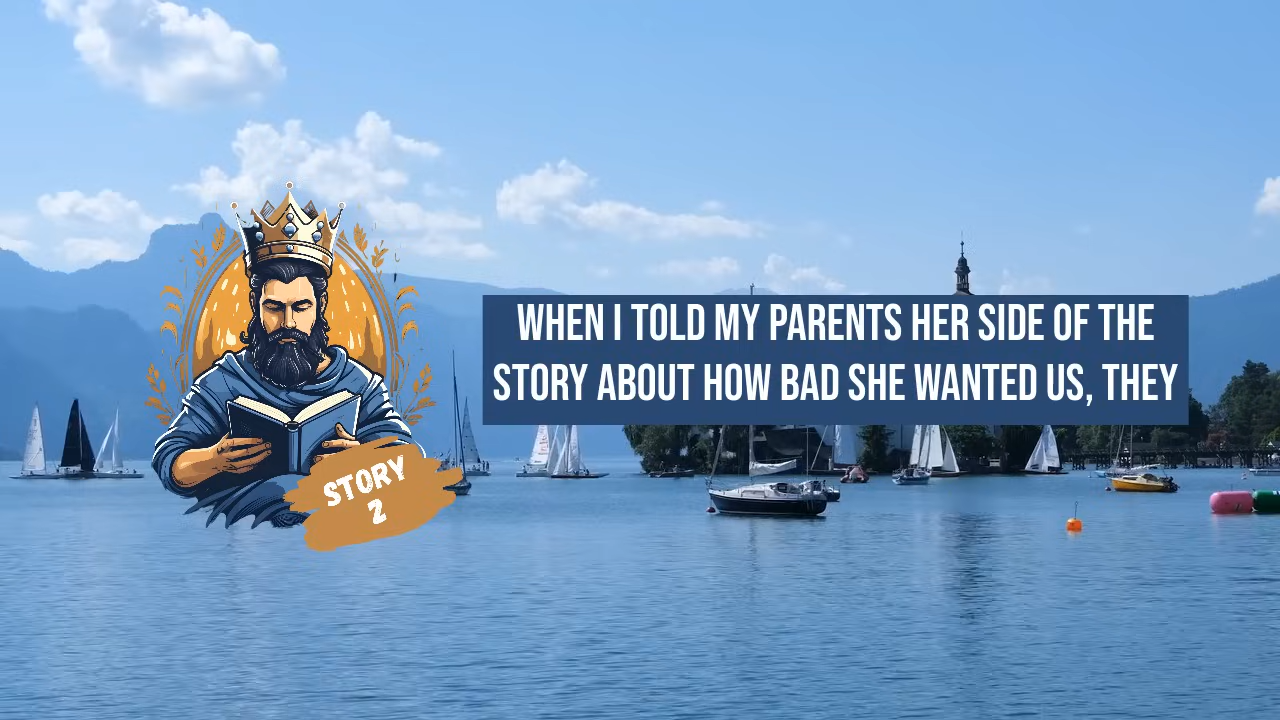 WHEN I TOLD MY PARENTS HER SIDE OF THE
STORY ABOUT HOW BAD SHE WANTED US, THEY
STORY
2